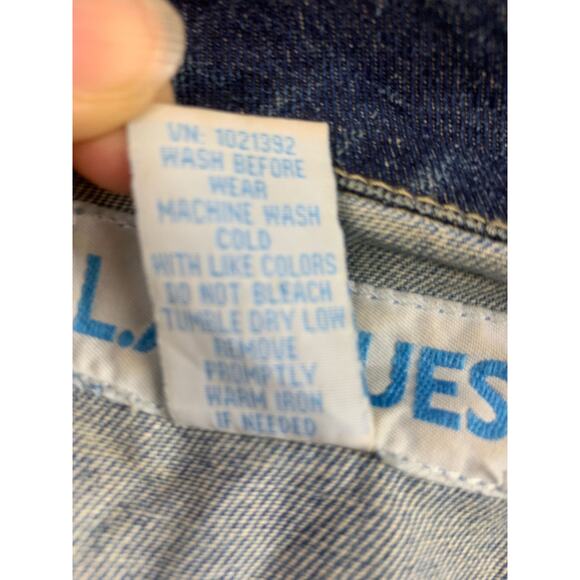 VN: 1021392
WASH BEFORE
WEAR
MACHINE WASH
COLD
WITH LIKE COLORS
DO NOT BLEACH
TUMBLE DRY LOW
REMOVE
PROMPTLY
WARM IRON
IF NEEDED
L. UES